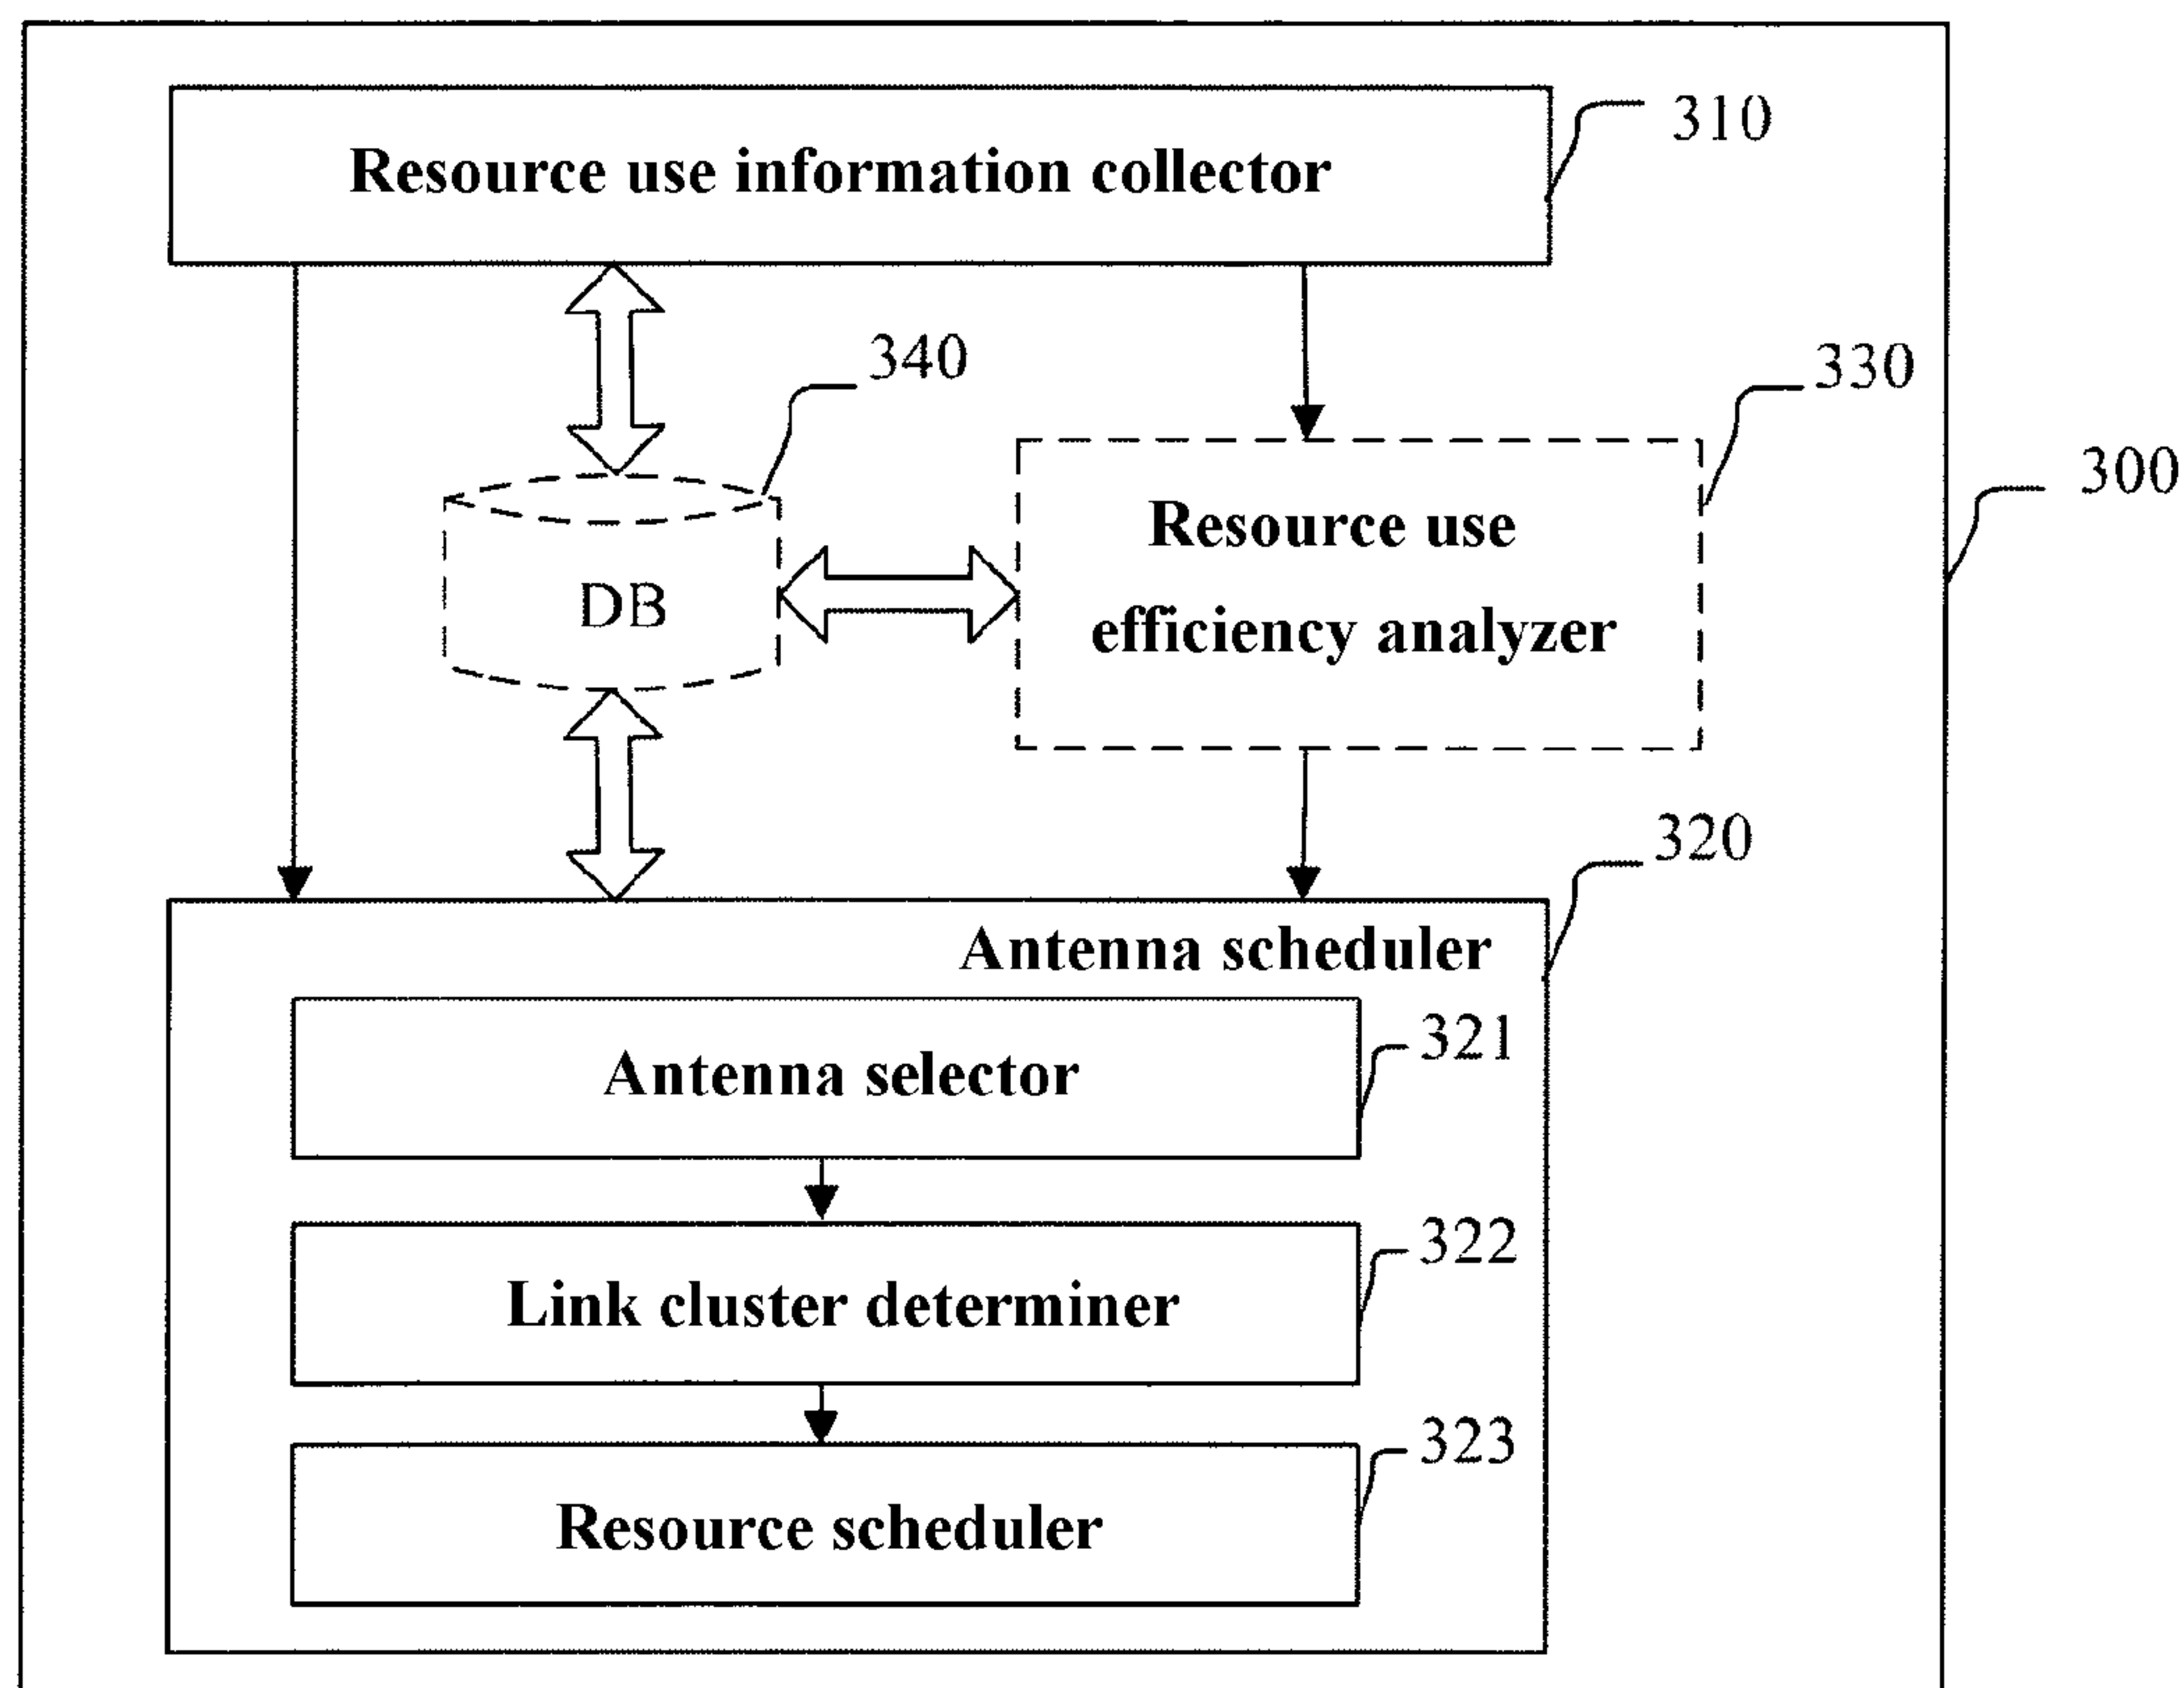 Resource use information collector
310
340
330
300
DB
Resource use
efficiency analyzer
320
Antenna scheduler
321
Antenna selector
322
Link cluster determiner
323
Resource scheduler